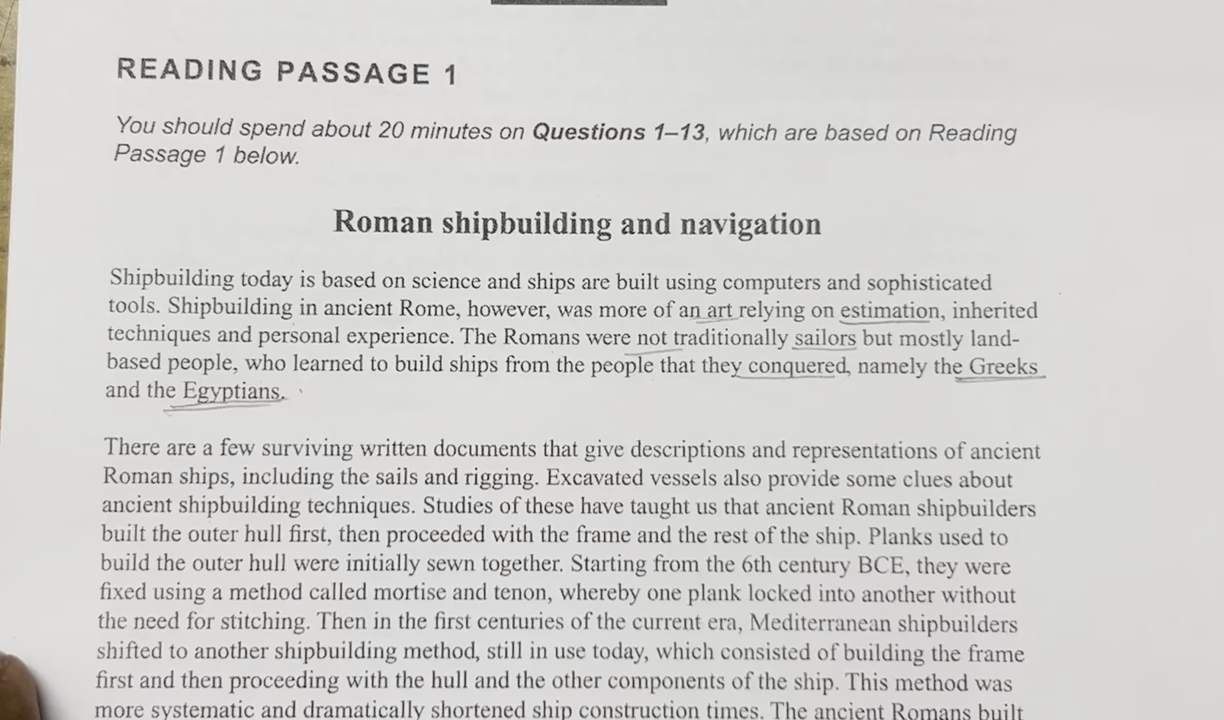 READING PASSAGE 1
You should spend about 20 minutes on Questions 1–13, which are based on Reading
Passage 1 below.
Roman shipbuilding and navigation
Shipbuilding today is based on science and ships are built using computers and sophisticated
tools. Shipbuilding in ancient Rome, however, was more of an art relying on estimation, inherited
techniques and personal experience. The Romans were not traditionally sailors but mostly land-
based people, who learned to build ships from the people that they conquered, namely the Greeks
and the Egyptians.
There are a few surviving written documents that give descriptions and representations of ancient
Roman ships, including the sails and rigging. Excavated vessels also provide some clues about
ancient shipbuilding techniques. Studies of these have taught us that ancient Roman shipbuilders
built the outer hull first, then proceeded with the frame and the rest of the ship. Planks used to
build the outer hull were initially sewn together. Starting from the 6th century BCE, they were
fixed using a method called mortise and tenon, whereby one plank locked into another without
the need for stitching. Then in the first centuries of the current era, Mediterranean shipbuilders
shifted to another shipbuilding method, still in use today, which consisted of building the frame
first and then proceeding with the hull and the other components of the ship. This method was
more systematic and dramatically shortened ship construction times. The ancient Romans built